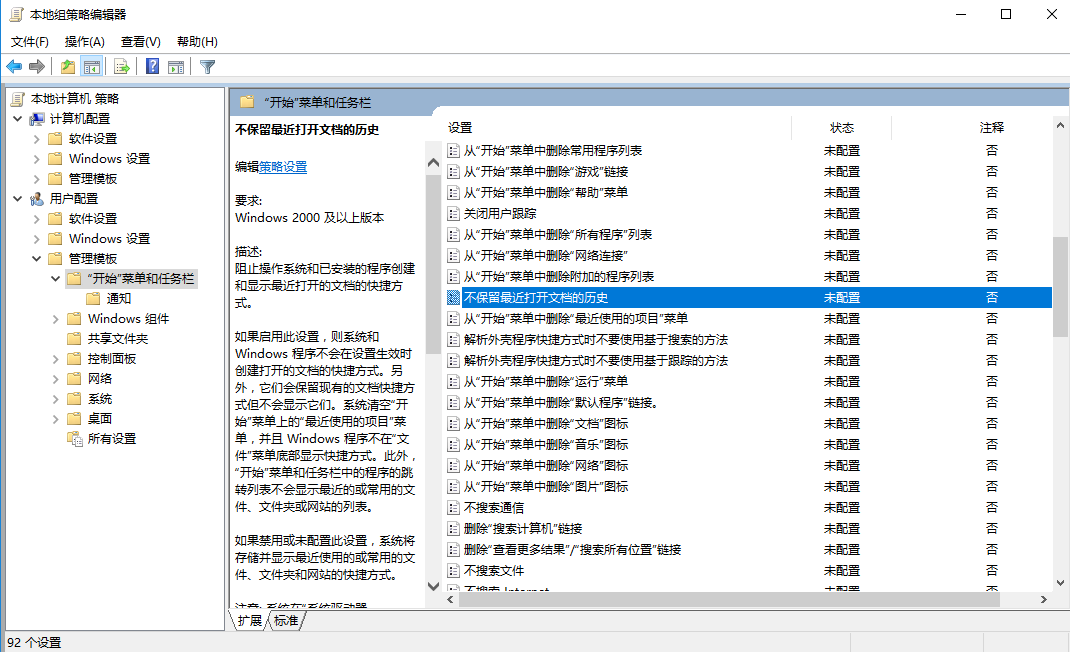 本地组策略编辑器
文件(F) 操作(A) 查看(V) 帮助(H)
本地计算机 策略
计算机配置
软件设置
Windows 设置
管理模板
用户配置
软件设置
Windows 设置
管理模板
“开始”菜单和任务栏
通知
Windows 组件
共享文件夹
控制面板
网络
系统
桌面
所有设置
“开始”菜单和任务栏
不保留最近打开文档的历史
编辑策略设置
要求:
Windows 2000 及以上版本
描述:
阻止操作系统和已安装的程序创建
和显示最近打开的文档的快捷方
式。
如果启用此设置，则系统和
Windows 程序不会在设置生效时
创建打开的文档的快捷方式。另
外，它们会保留现有的文档快捷方
式但不会显示它们。系统清空“开
始”菜单上的“最近使用的项目”菜
单，并且 Windows 程序不在“文
件”菜单底部显示快捷方式。此外，
“开始”菜单和任务栏中的程序的跳
转列表不会显示最近的或常用的文
件、文件夹或网站的列表。
如果禁用或未配置此设置，系统将
存储并显示最近使用的或常用的文
件、文件夹和网站的快捷方式。
注意: 系统在“系统驱动器
设置 状态 注释
从“开始”菜单中删除常用程序列表 未配置 否
从“开始”菜单中删除“游戏”链接 未配置 否
从“开始”菜单中删除“帮助”菜单 未配置 否
关闭用户跟踪 未配置 否
从“开始”菜单中删除“所有程序”列表 未配置 否
从“开始”菜单中删除“网络连接” 未配置 否
从“开始”菜单中删除附加的程序列表 未配置 否
不保留最近打开文档的历史 未配置 否
从“开始”菜单中删除“最近使用的项目”菜单 未配置 否
解析外壳程序快捷方式时不要使用基于搜索的方法 未配置 否
解析外壳程序快捷方式时不要使用基于跟踪的方法 未配置 否
从“开始”菜单中删除“运行”菜单 未配置 否
从“开始”菜单中删除“默认程序”链接。 未配置 否
从“开始”菜单中删除“文档”图标 未配置 否
从“开始”菜单中删除“音乐”图标 未配置 否
从“开始”菜单中删除“网络”图标 未配置 否
从“开始”菜单中删除“图片”图标 未配置 否
不搜索通信 未配置 否
删除“搜索计算机”链接 未配置 否
删除“查看更多结果”/“搜索所有位置”链接 未配置 否
不搜索文件 未配置 否
不搜索 Internet 未配置 否
扩展 标准
92 个设置